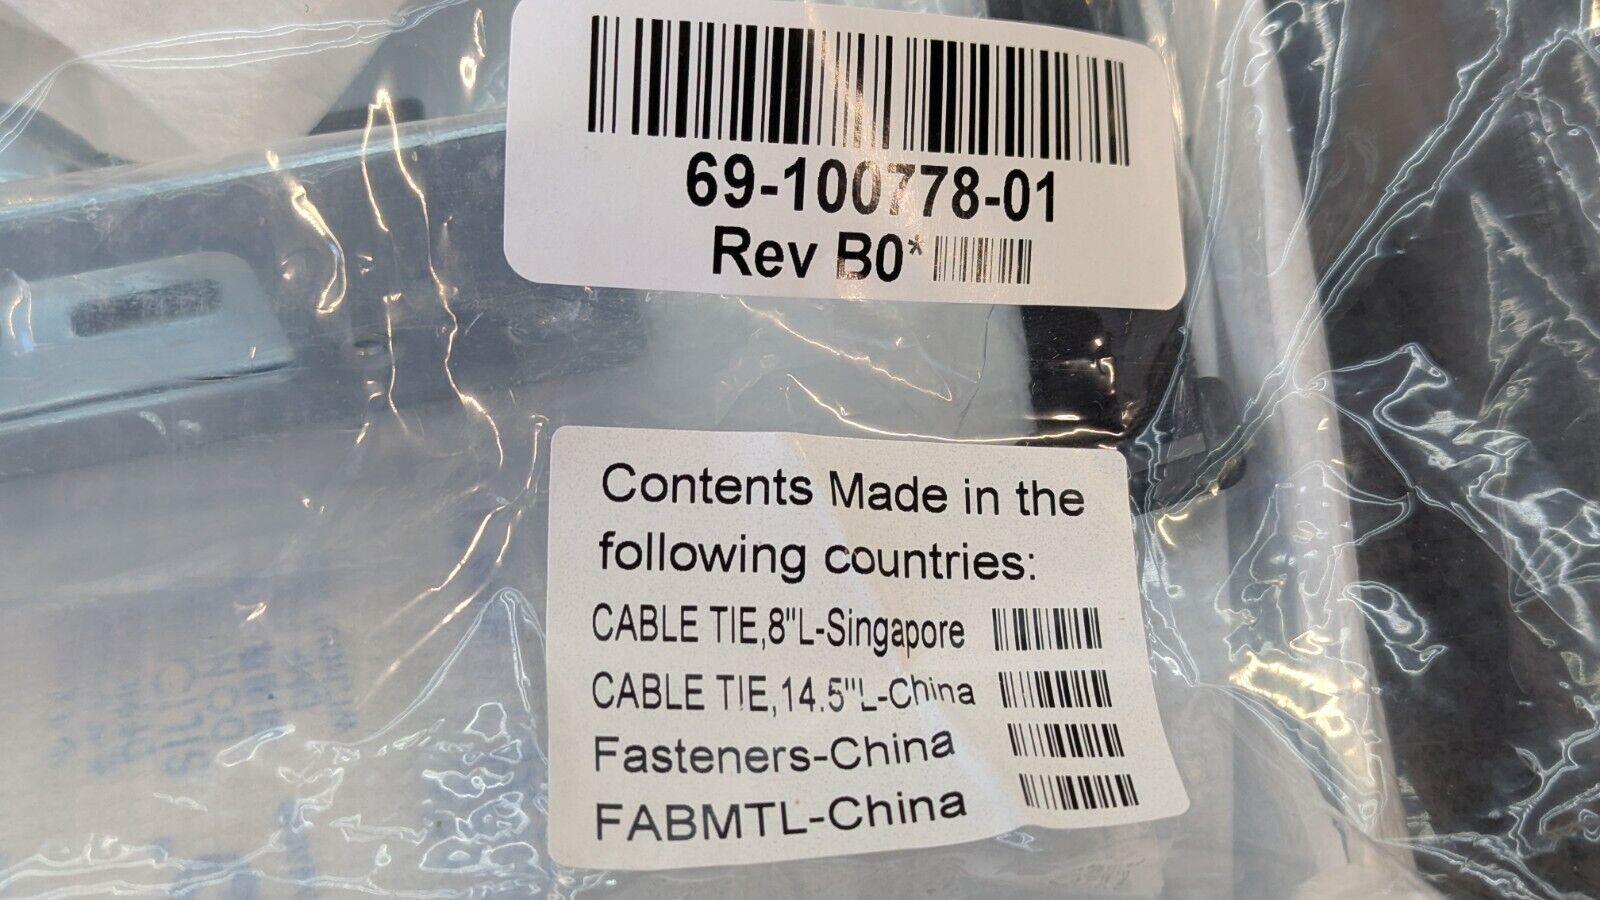 69-100778-01
Rev B0*
Contents Made in the
following countries:
CABLE TIE,8"L-Singapore
CABLE TIE,14.5"L-China
Fasteners-China
FABMTL-China